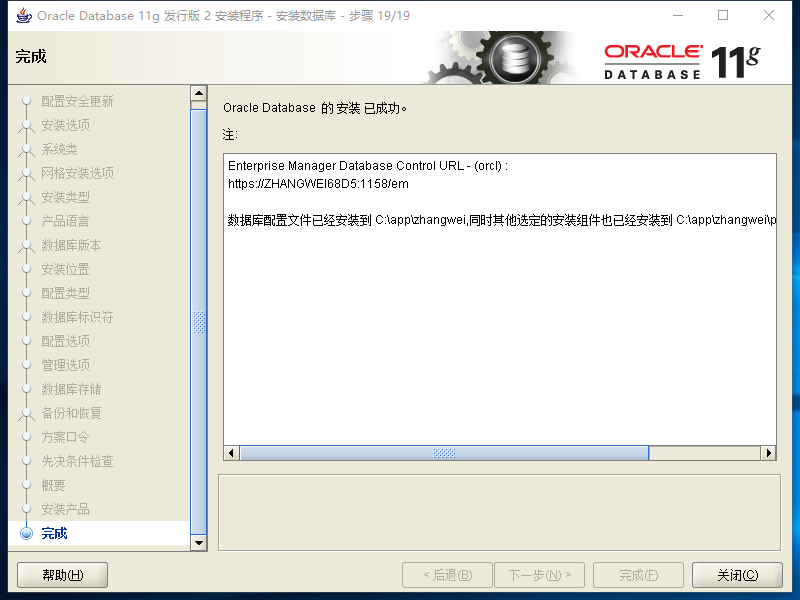 Oracle Database 11g 发行版 2 安装程序 - 安装数据库 - 步骤 19/19
完成
ORACLE
DATABASE 11g
配置安全更新
安装选项
系统类
网格安装选项
安装类型
产品语言
数据库版本
安装位置
配置类型
数据库标识符
配置选项
管理选项
数据库存储
备份和恢复
方案口令
先决条件检查
概要
安装产品
完成
Oracle Database 的 安装 已成功。
注:
Enterprise Manager Database Control URL - (orcl) :
https://ZHANGWEI68D5:1158/em
数据库配置文件已经安装到 C:\app\zhangwei,同时其他选定的安装组件也已经安装到 C:\app\zhangwei\p
帮助(H)
< 后退(B)
下一步(N) >
完成(F)
关闭(C)